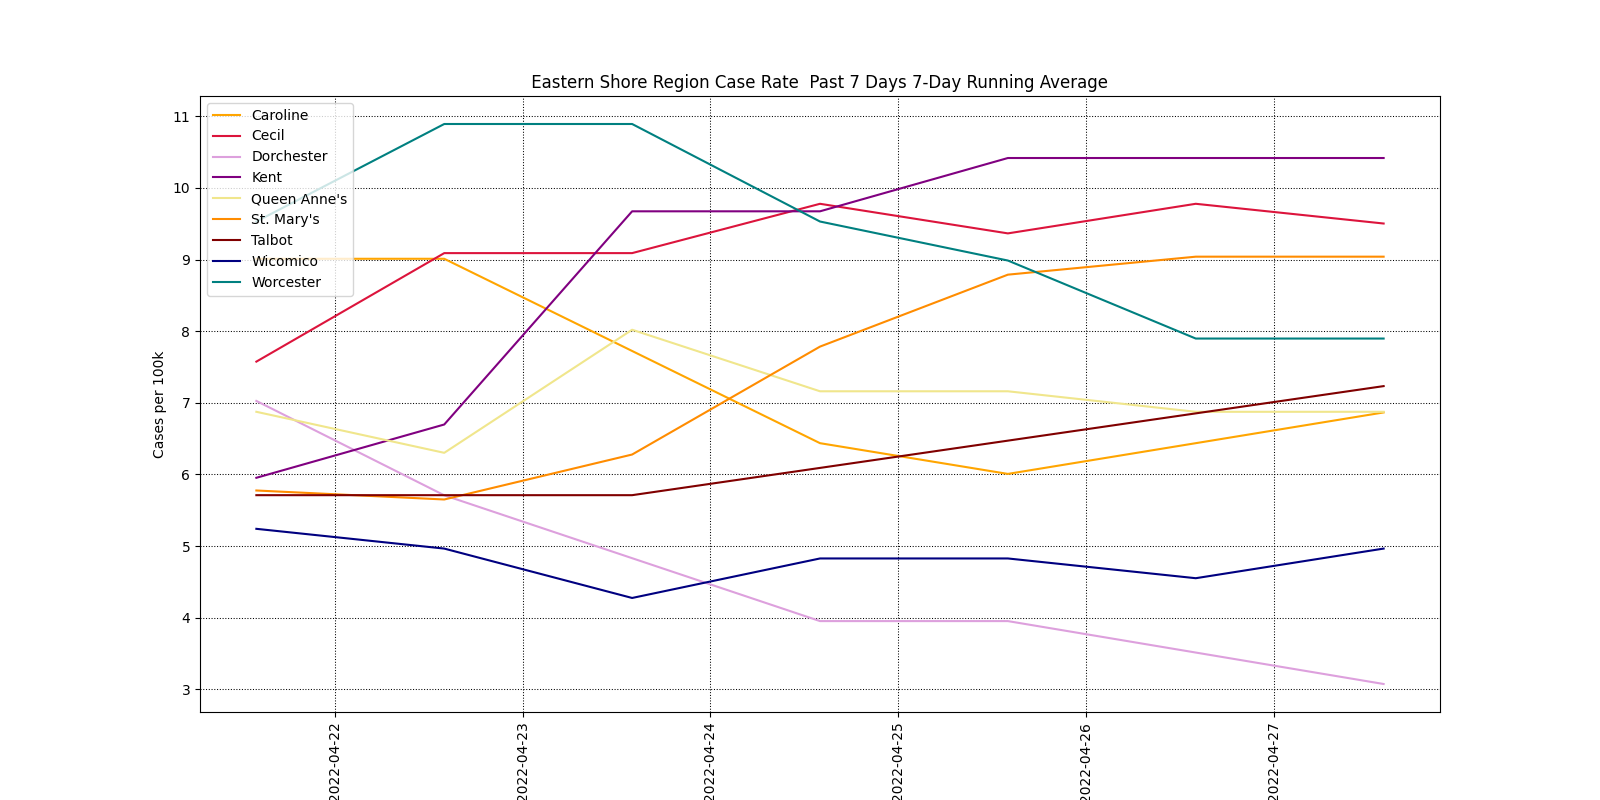 Eastern Shore Region Case Rate  Past 7 Days 7-Day Running Average
Caroline
Cecil
Dorchester
Kent
Queen Anne's
St. Mary's
Talbot
Wicomico
Worcester
11
10
9
8
7
6
5
4
3
Cases per 100k
2022-04-22
2022-04-23
2022-04-24
2022-04-25
2022-04-26
2022-04-27